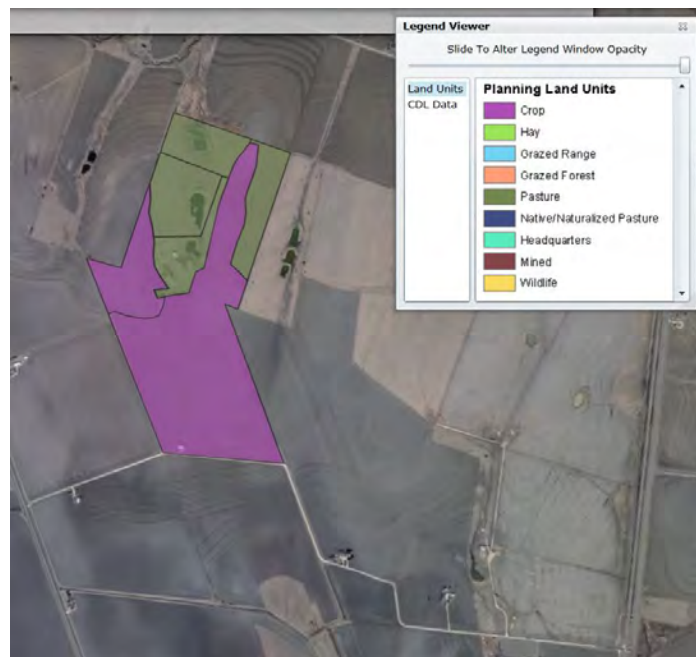 Legend Viewer
Slide To Alter Legend Window Opacity
Land Units
CDL Data
Planning Land Units
Crop
Hay
Grazed Range
Grazed Forest
Pasture
Native/Naturalized Pasture
Headquarters
Mined
Wildlife